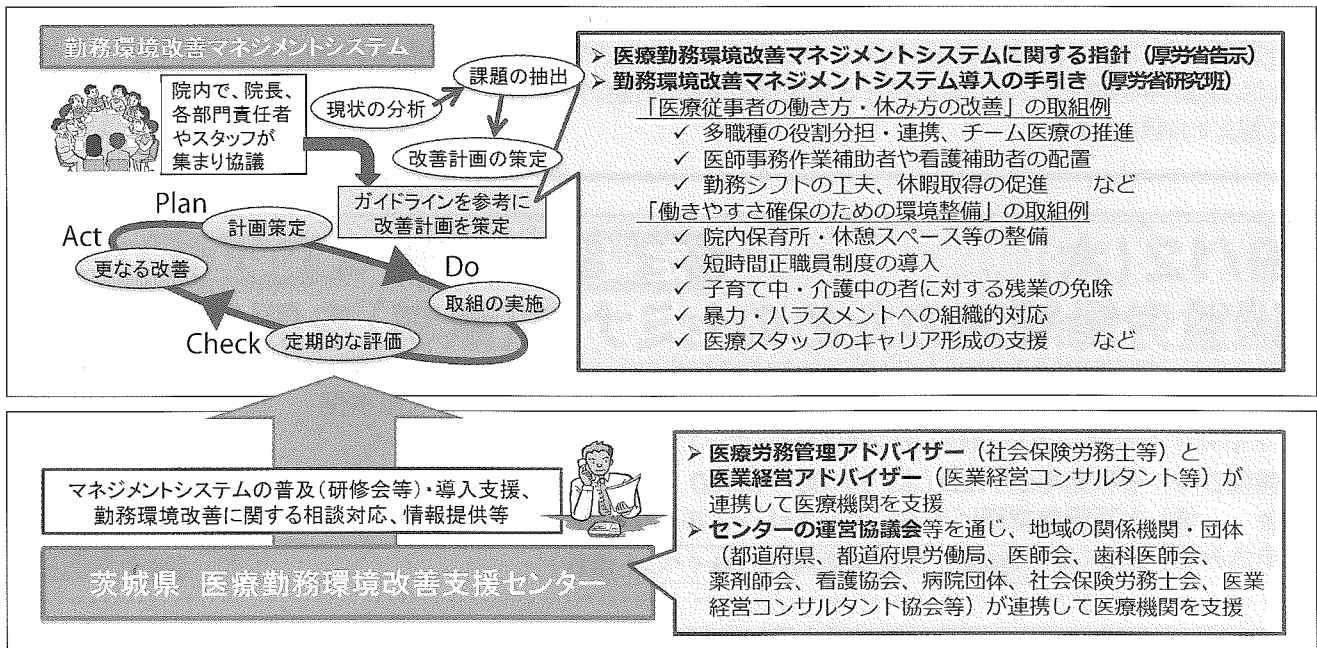 勤務環境改善マネジメントシステム
院内で、院長、
各部門責任者
やスタッフが
集まり協議
現状の分析
課題の抽出
改善計画の策定
ガイドラインを参考に
改善計画を策定
Plan
計画策定
Act
更なる改善
Do
取組の実施
Check
定期的な評価
➢ 医療勤務環境改善マネジメントシステムに関する指針（厚労省告示）
➢ 勤務環境改善マネジメントシステム導入の手引き（厚労省研究班）
「医療従事者の働き方・休み方の改善」の取組例
✓ 多職種の役割分担・連携、チーム医療の推進
✓ 医師事務作業補助者や看護補助者の配置
✓ 勤務シフトの工夫、休暇取得の促進　など
「働きやすさ確保のための環境整備」の取組例
✓ 院内保育所・休憩スペース等の整備
✓ 短時間正職員制度の導入
✓ 子育て中・介護中の者に対する残業の免除
✓ 暴力・ハラスメントへの組織的対応
✓ 医療スタッフのキャリア形成の支援　など
マネジメントシステムの普及（研修会等）・導入支援、
勤務環境改善に関する相談対応、情報提供等
茨城県　医療勤務環境改善支援センター
➢ 医療労務管理アドバイザー（社会保険労務士等）と
医業経営アドバイザー（医業経営コンサルタント等）が
連携して医療機関を支援
➢ センターの運営協議会等を通じ、地域の関係機関・団体
（都道府県、都道府県労働局、医師会、歯科医師会、
薬剤師会、看護協会、病院団体、社会保険労務士会、医業
経営コンサルタント協会等）が連携して医療機関を支援